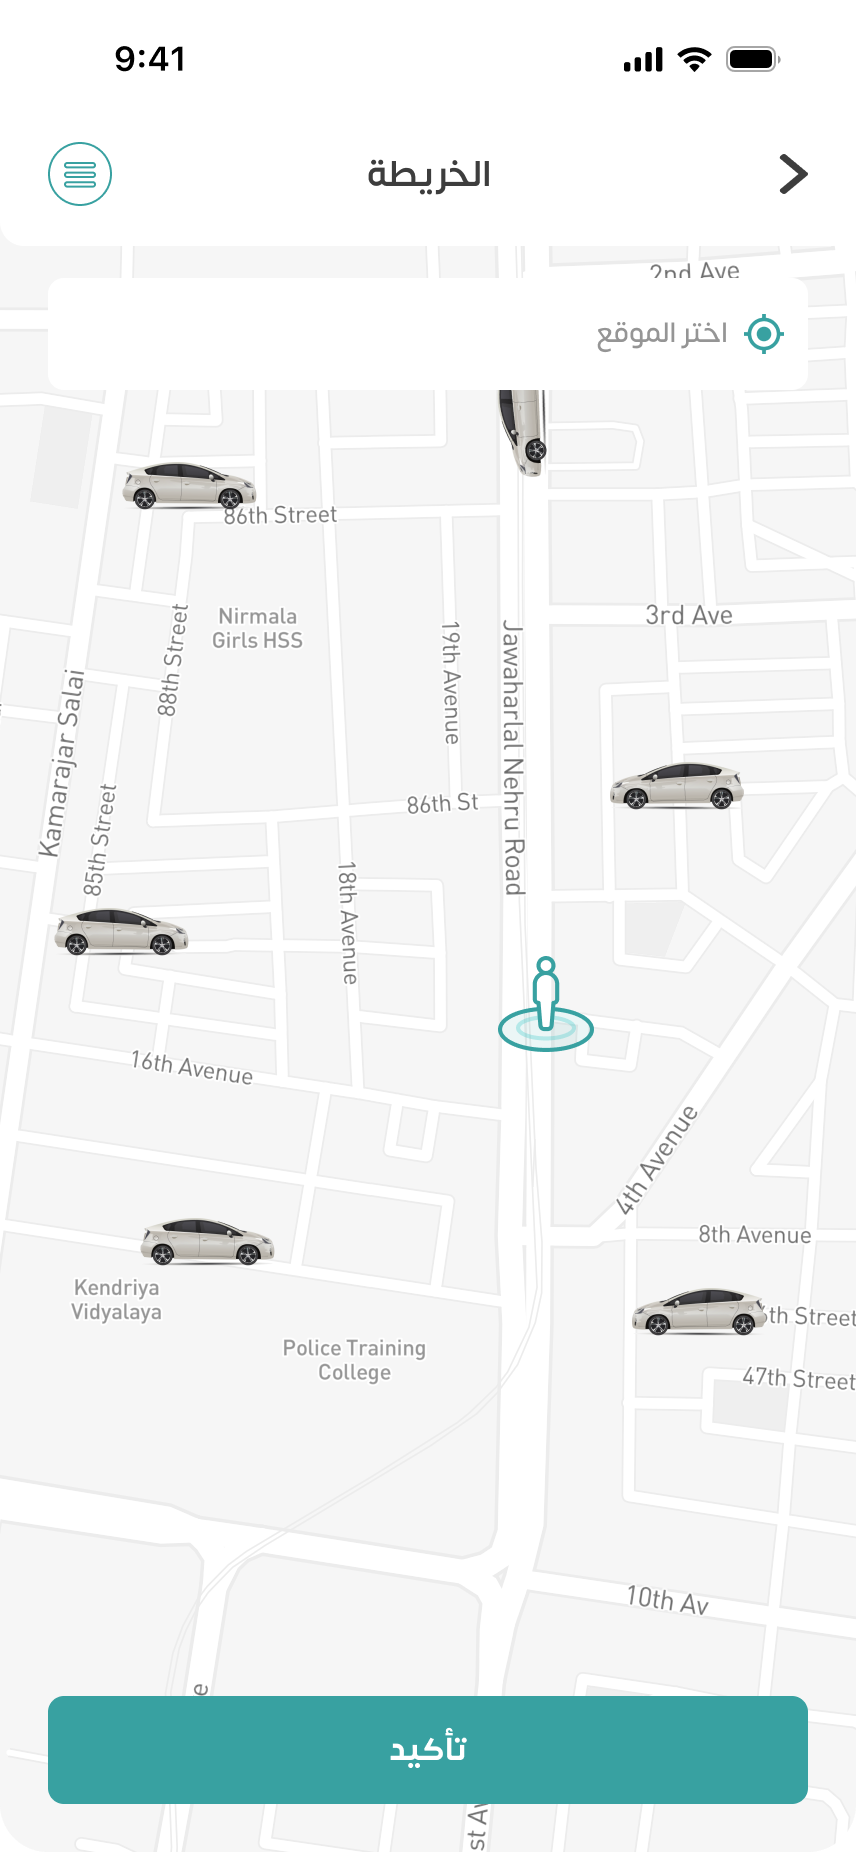 9:41
الخريطة
2nd Ave
اختر الموقع
86th Street
Nirmala
Girls HSS
88th Street
19th Avenue
Jawaharlal Nehru Road
3rd Ave
Kamarajar Salai
85th Street
86th St
18th Avenue
16th Avenue
4th Avenue
8th Avenue
Kendriya
Vidyalaya
th Street
Police Training
College
47th Street
10th Av
e
تأكيد
st Av